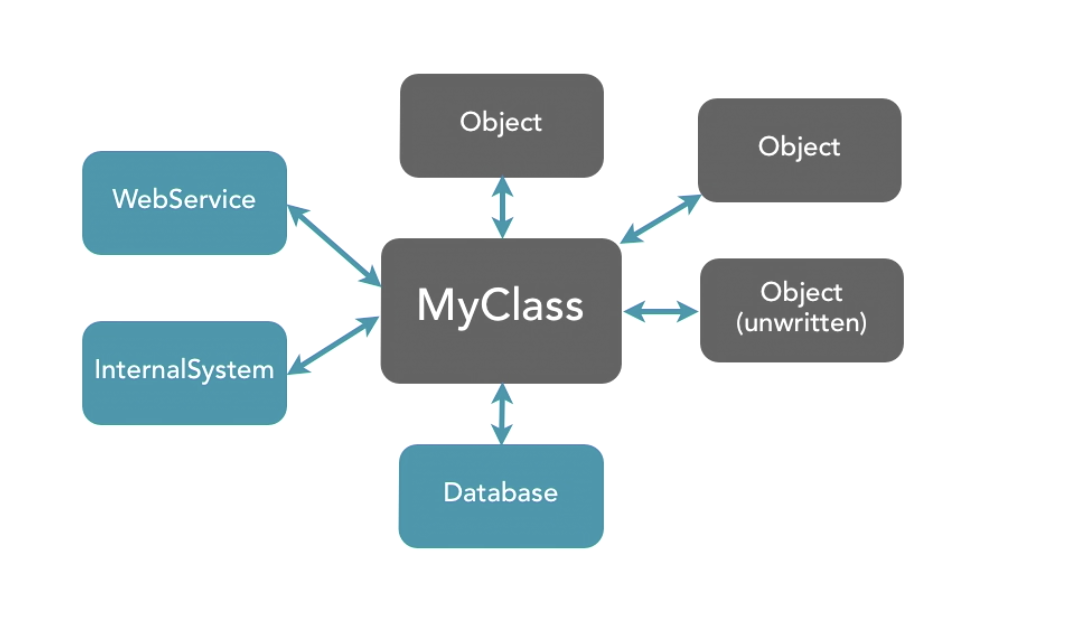 Object
Object
WebService
MyClass
Object
(unwritten)
InternalSystem
Database